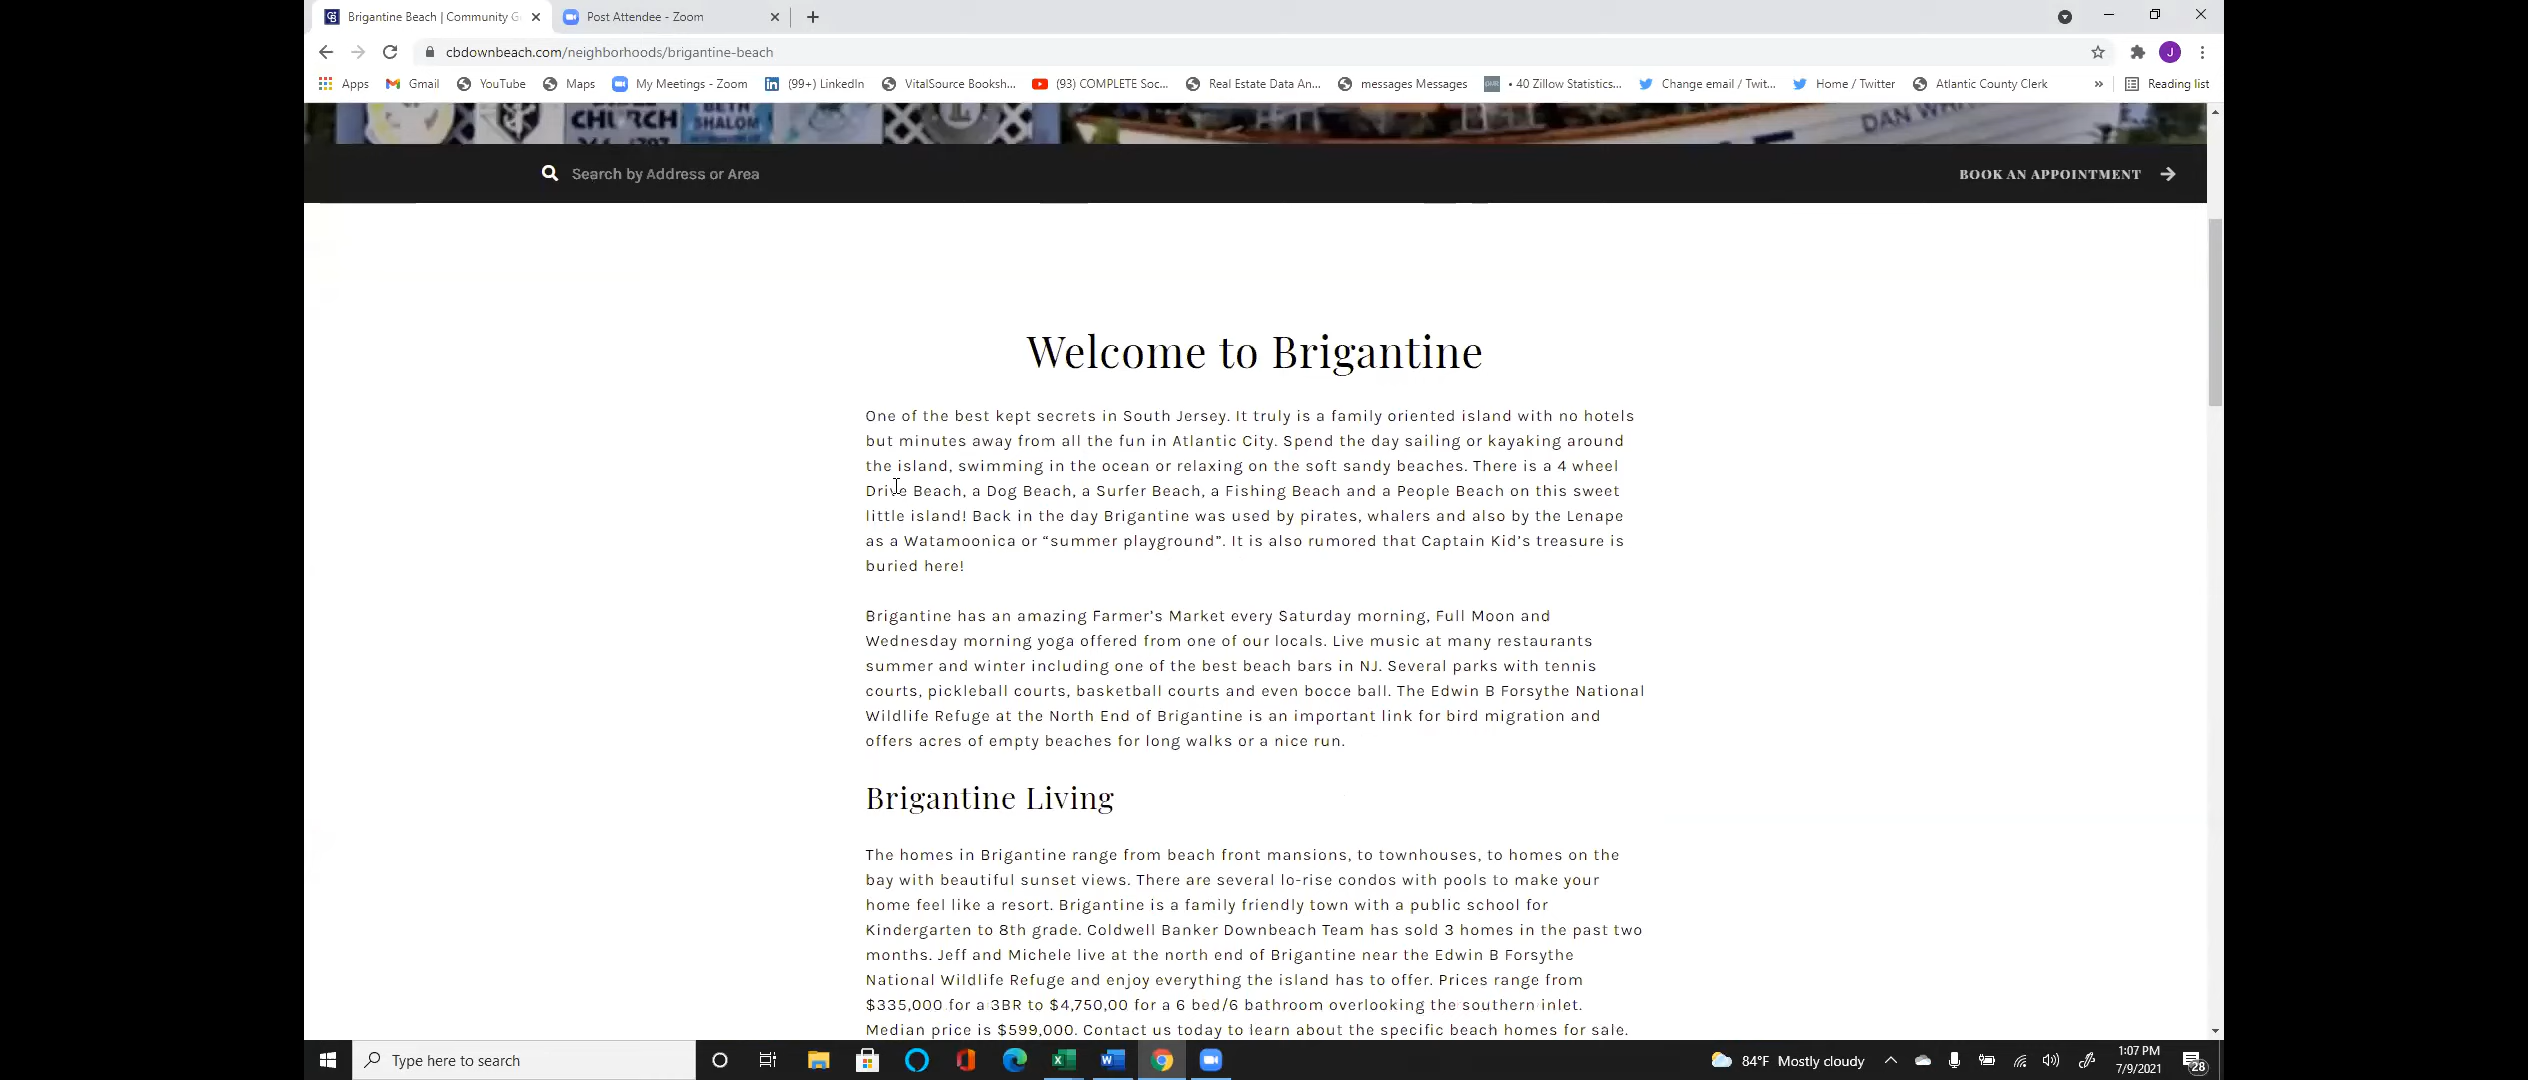 Brigantine Beach | Community G
Post Attendee - Zoom
cbdownbeach.com/neighborhoods/brigantine-beach
J
Apps
Gmail
YouTube
Maps
My Meetings - Zoom
(99+) LinkedIn
VitalSource Booksh...
(93) COMPLETE Soc...
Real Estate Data An...
messages Messages
• 40 Zillow Statistics...
Change email / Twit...
Home / Twitter
Atlantic County Clerk
»
Reading list
CHURCH
BETH
SHALOM
Search by Address or Area
BOOK AN APPOINTMENT
Welcome to Brigantine
One of the best kept secrets in South Jersey. It truly is a family oriented island with no hotels
but minutes away from all the fun in Atlantic City. Spend the day sailing or kayaking around
the island, swimming in the ocean or relaxing on the soft sandy beaches. There is a 4 wheel
Drive Beach, a Dog Beach, a Surfer Beach, a Fishing Beach and a People Beach on this sweet
little island! Back in the day Brigantine was used by pirates, whalers and also by the Lenape
as a Watamoonica or “summer playground”. It is also rumored that Captain Kid’s treasure is
buried here!
Brigantine has an amazing Farmer’s Market every Saturday morning, Full Moon and
Wednesday morning yoga offered from one of our locals. Live music at many restaurants
summer and winter including one of the best beach bars in NJ. Several parks with tennis
courts, pickleball courts, basketball courts and even bocce ball. The Edwin B Forsythe National
Wildlife Refuge at the North End of Brigantine is an important link for bird migration and
offers acres of empty beaches for long walks or a nice run.
Brigantine Living
The homes in Brigantine range from beach front mansions, to townhouses, to homes on the
bay with beautiful sunset views. There are several lo-rise condos with pools to make your
home feel like a resort. Brigantine is a family friendly town with a public school for
Kindergarten to 8th grade. Coldwell Banker Downbeach Team has sold 3 homes in the past two
months. Jeff and Michele live at the north end of Brigantine near the Edwin B Forsythe
National Wildlife Refuge and enjoy everything the island has to offer. Prices range from
$335,000 for a 3BR to $4,750,00 for a 6 bed/6 bathroom overlooking the southern inlet.
Median price is $599,000. Contact us today to learn about the specific beach homes for sale.
Type here to search
84°F Mostly cloudy
1:07 PM
7/9/2021
28